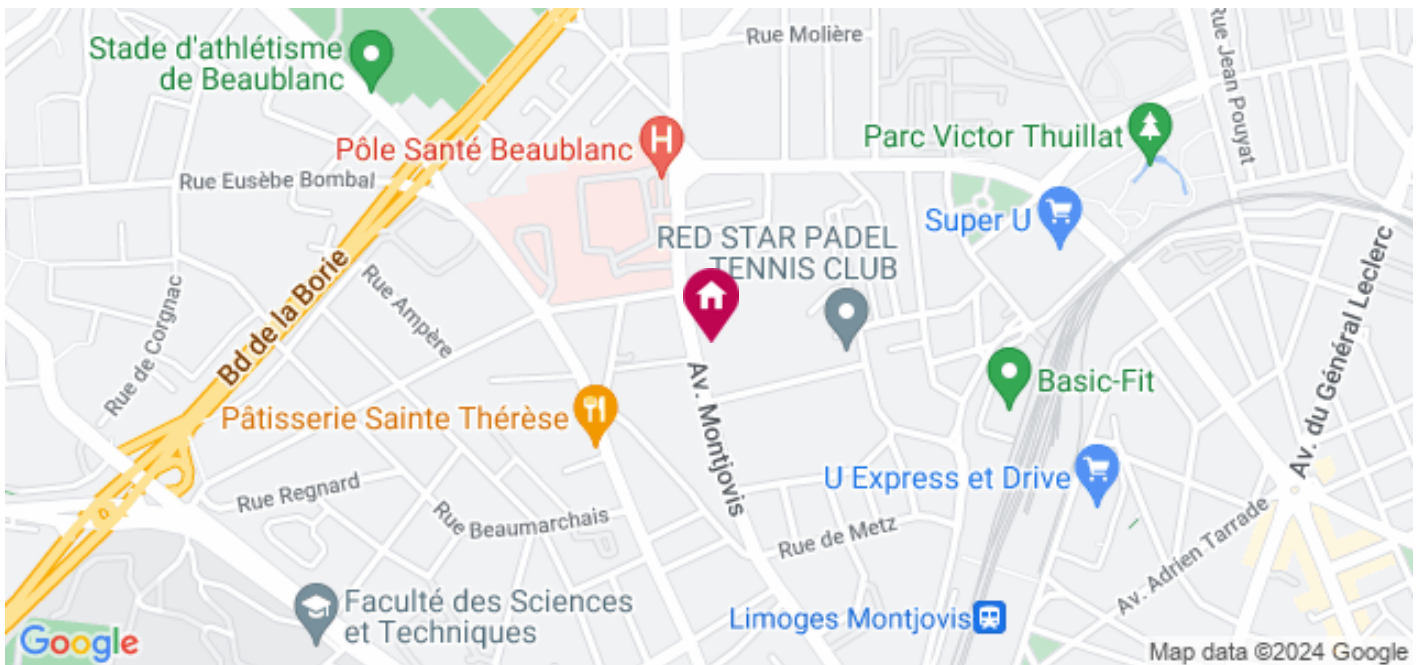 Stade d'athlétisme
de Beaublanc
Rue Molière
Rue Jean Pouyat
Pôle Santé Beaublanc
H
Parc Victor Thuillat
Rue Eusèbe Bombal
Super U
RED STAR PADEL
TENNIS CLUB
Av. du Général Leclerc
Bd de la Borie
Rue Ampère
Rue de Corgnac
Av. Montjovis
Basic-Fit
Pâtisserie Sainte Thérèse
U Express et Drive
Rue Regnard
Rue Beaumarchais
Rue de Metz
Av. Adrien Tarrade
Faculté des Sciences
et Techniques
Limoges Montjovis
Google
Map data ©2024 Google